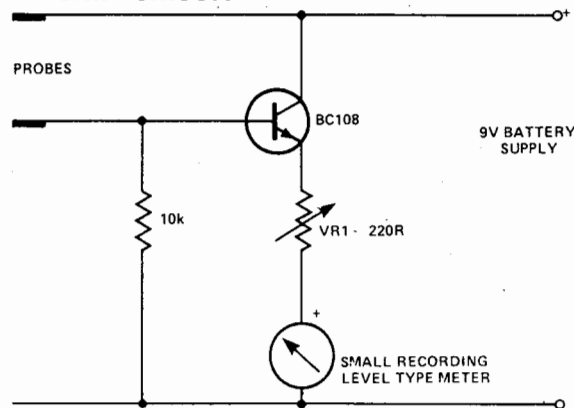 +
PROBES
BC108
9V BATTERY
SUPPLY
10k
VR1 - 220R
+
SMALL RECORDING
LEVEL TYPE METER